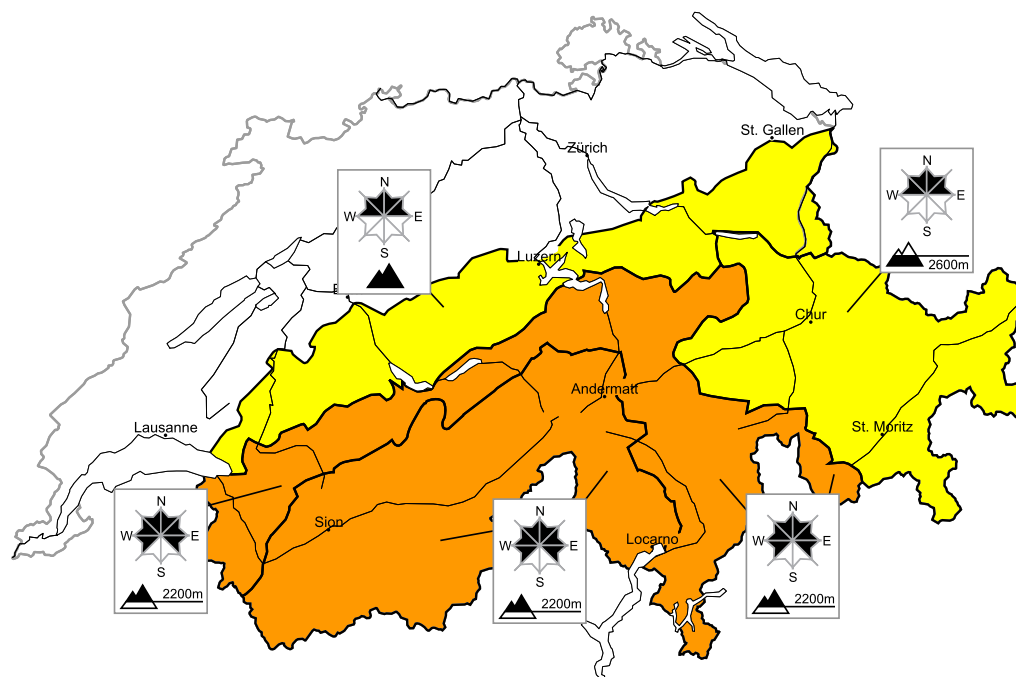 St. Gallen
Zürich
N
W E
S
2600m
N
W E
S
Luzern
Chur
Andermatt
Lausanne
St. Moritz
N
W E
S
2200m
Sion
N
W E
S
2200m
Locarno
N
W E
S
2200m